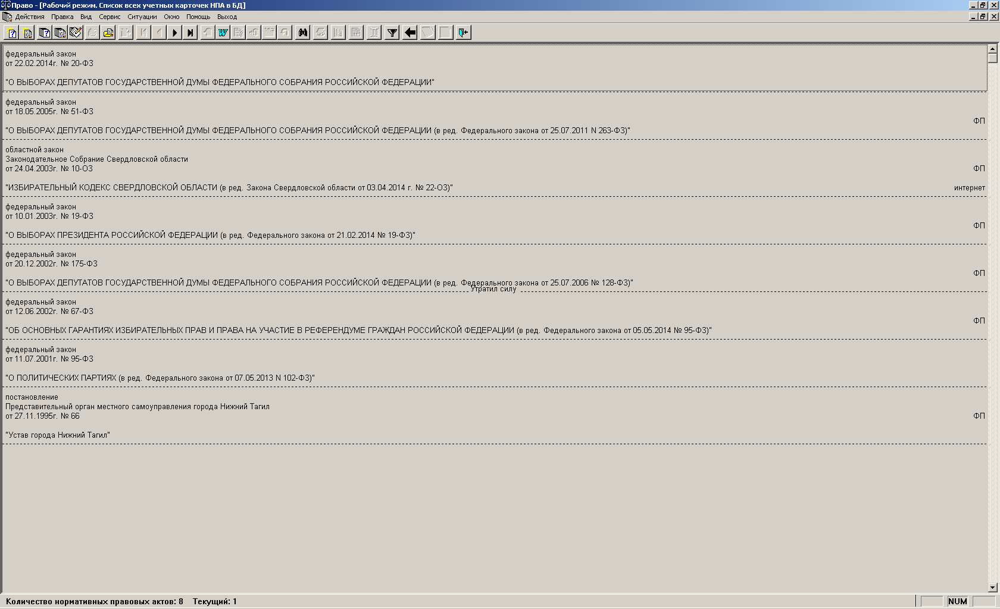 Право - [Рабочий режим. Список всех учетных карточек НПА в БД]
Действия Правка Вид Сервис Ситуации Окно Помощь Выход
федеральный закон
от 22.02.2014г. № 20-ФЗ
"О ВЫБОРАХ ДЕПУТАТОВ ГОСУДАРСТВЕННОЙ ДУМЫ ФЕДЕРАЛЬНОГО СОБРАНИЯ РОССИЙСКОЙ ФЕДЕРАЦИИ"
федеральный закон
от 18.05.2005г. № 51-ФЗ
ФП
"О ВЫБОРАХ ДЕПУТАТОВ ГОСУДАРСТВЕННОЙ ДУМЫ ФЕДЕРАЛЬНОГО СОБРАНИЯ РОССИЙСКОЙ ФЕДЕРАЦИИ (в ред. Федерального закона от 25.07.2011 N 263-ФЗ)"
областной закон
Законодательное Собрание Свердловской области
от 24.04.2003г. № 10-ОЗ ФП
"ИЗБИРАТЕЛЬНЫЙ КОДЕКС СВЕРДЛОВСКОЙ ОБЛАСТИ (в ред. Закона Свердловской области от 03.04.2014 г. № 22-ОЗ)" интернет
федеральный закон
от 10.01.2003г. № 19-ФЗ
ФП
"О ВЫБОРАХ ПРЕЗИДЕНТА РОССИЙСКОЙ ФЕДЕРАЦИИ (в ред. Федерального закона от 21.02.2014 № 19-ФЗ)"
федеральный закон
от 20.12.2002г. № 175-ФЗ
ФП
"О ВЫБОРАХ ДЕПУТАТОВ ГОСУДАРСТВЕННОЙ ДУМЫ ФЕДЕРАЛЬНОГО СОБРАНИЯ РОССИЙСКОЙ ФЕДЕРАЦИИ (в ред. Федерального закона от 25.07.2006 № 128-ФЗ)"
Утратил силу
федеральный закон
от 12.06.2002г. № 67-ФЗ
ФП
"ОБ ОСНОВНЫХ ГАРАНТИЯХ ИЗБИРАТЕЛЬНЫХ ПРАВ И ПРАВА НА УЧАСТИЕ В РЕФЕРЕНДУМЕ ГРАЖДАН РОССИЙСКОЙ ФЕДЕРАЦИИ (в ред. Федерального закона от 05.05.2014 № 95-ФЗ)"
федеральный закон
от 11.07.2001г. № 95-ФЗ
"О ПОЛИТИЧЕСКИХ ПАРТИЯХ (в ред. Федерального закона от 07.05.2013 N 102-ФЗ)"
постановление
Представительный орган местного самоуправления города Нижний Тагил
от 27.11.1995г. № 66 ФП
"Устав города Нижний Тагил"
Количество нормативных правовых актов: 8 Текущий: 1 NUM